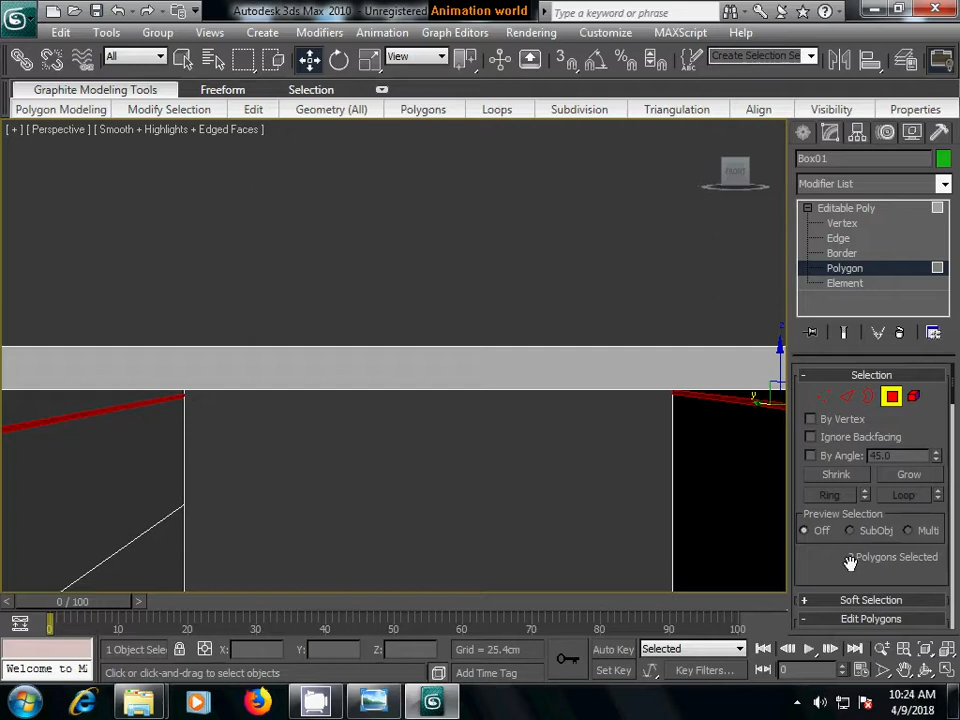 Autodesk 3ds Max 2010 - Unregistered Animation world
Type a keyword or phrase
Edit Tools Group Views Create Modifiers Animation Graph Editors Rendering Customize MAXScript Help
All View Create Selection Se
Graphite Modeling Tools Freeform Selection
Polygon Modeling Modify Selection Edit Geometry (All) Polygons Loops Subdivision Triangulation Align Visibility Properties
[ + ] [ Perspective ] [ Smooth + Highlights + Edged Faces ]
FRONT
z
y
Box01
Modifier List
Editable Poly
Vertex
Edge
Border
Polygon
Element
Selection
By Vertex
Ignore Backfacing
By Angle: 45.0
Shrink Grow
Ring Loop
Preview Selection
Off SubObj Multi
Polygons Selected
Soft Selection
Edit Polygons
0 / 100
0 10 20 30 40 50 60 70 80 90 100
1 Object Selec X: Y: Z: Grid = 25.4cm Auto Key Selected
Welcome to M Click or click-and-drag to select objects Add Time Tag Set Key Key Filters... 0
10:24 AM
4/9/2018